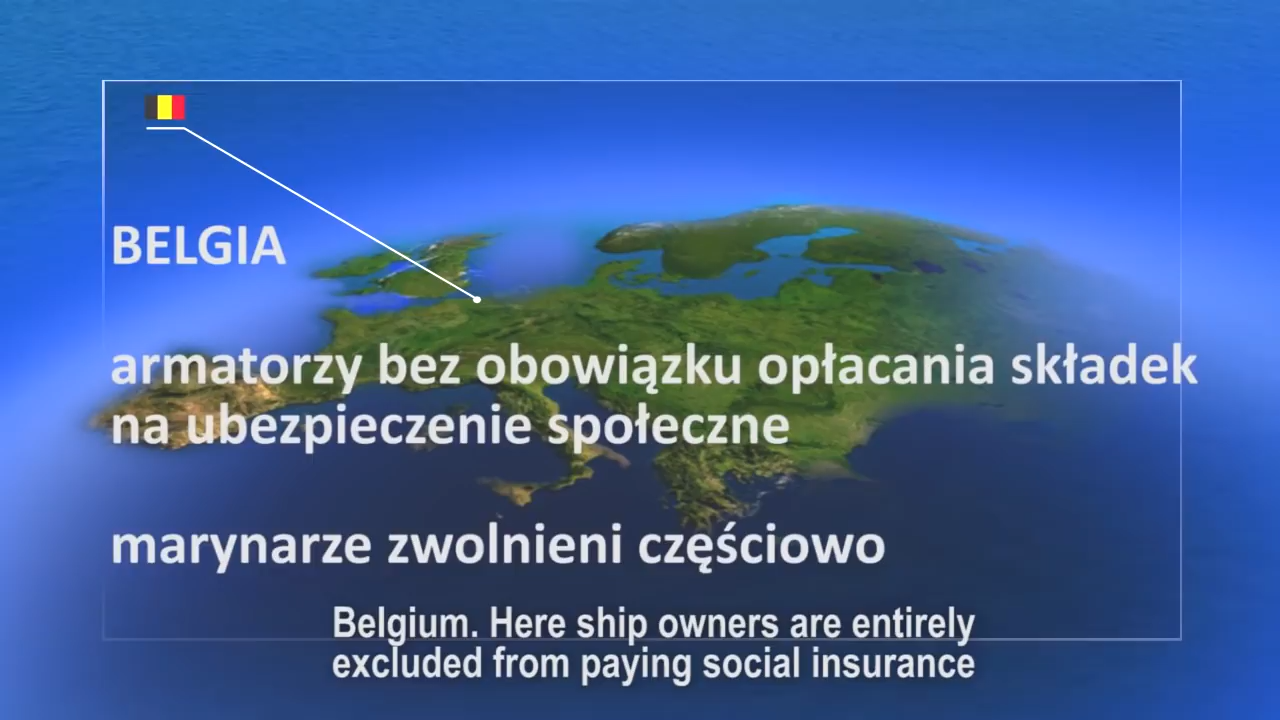 BELGIA
armatorzy bez obowiązku opłacania składek
na ubezpieczenie społeczne
marynarze zwolnieni częściowo
Belgium. Here ship owners are entirely
excluded from paying social insurance